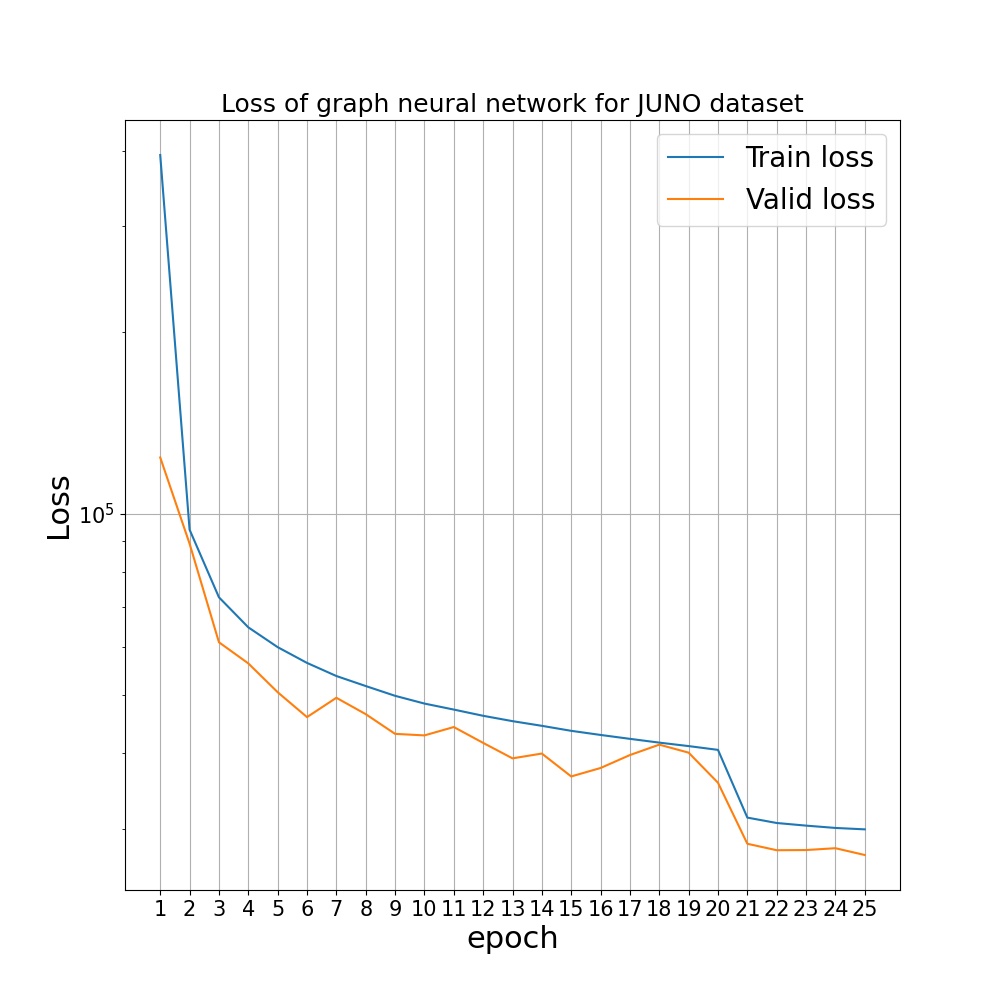 Loss of graph neural network for JUNO dataset
Train loss
Valid loss
Loss
10^5
1 2 3 4 5 6 7 8 9 10 11 12 13 14 15 16 17 18 19 20 21 22 23 24 25
epoch